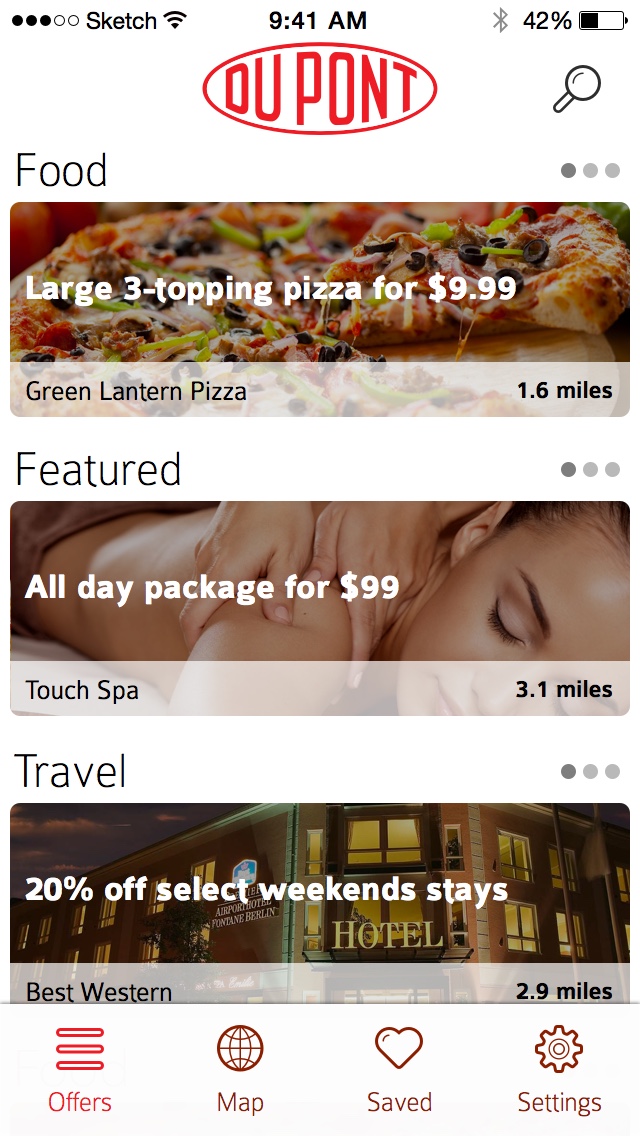 Sketch 9:41 AM 42%
DU PONT
Food
Large 3-topping pizza for $9.99
Green Lantern Pizza 1.6 miles
Featured
All day package for $99
Touch Spa 3.1 miles
Travel
20% off select weekends stays
AIRPORTHOTEL
FONTANE BERLIN
HOTEL
Best Western 2.9 miles
Offers Map Saved Settings